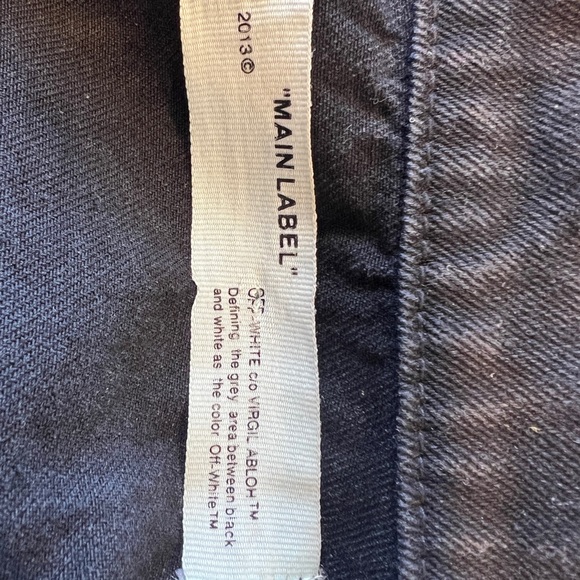 "MAIN LABEL"
2013©
OFF-WHITE c/o VIRGIL ABLOH™
Defining the grey area between black
and white as the color Off-White™